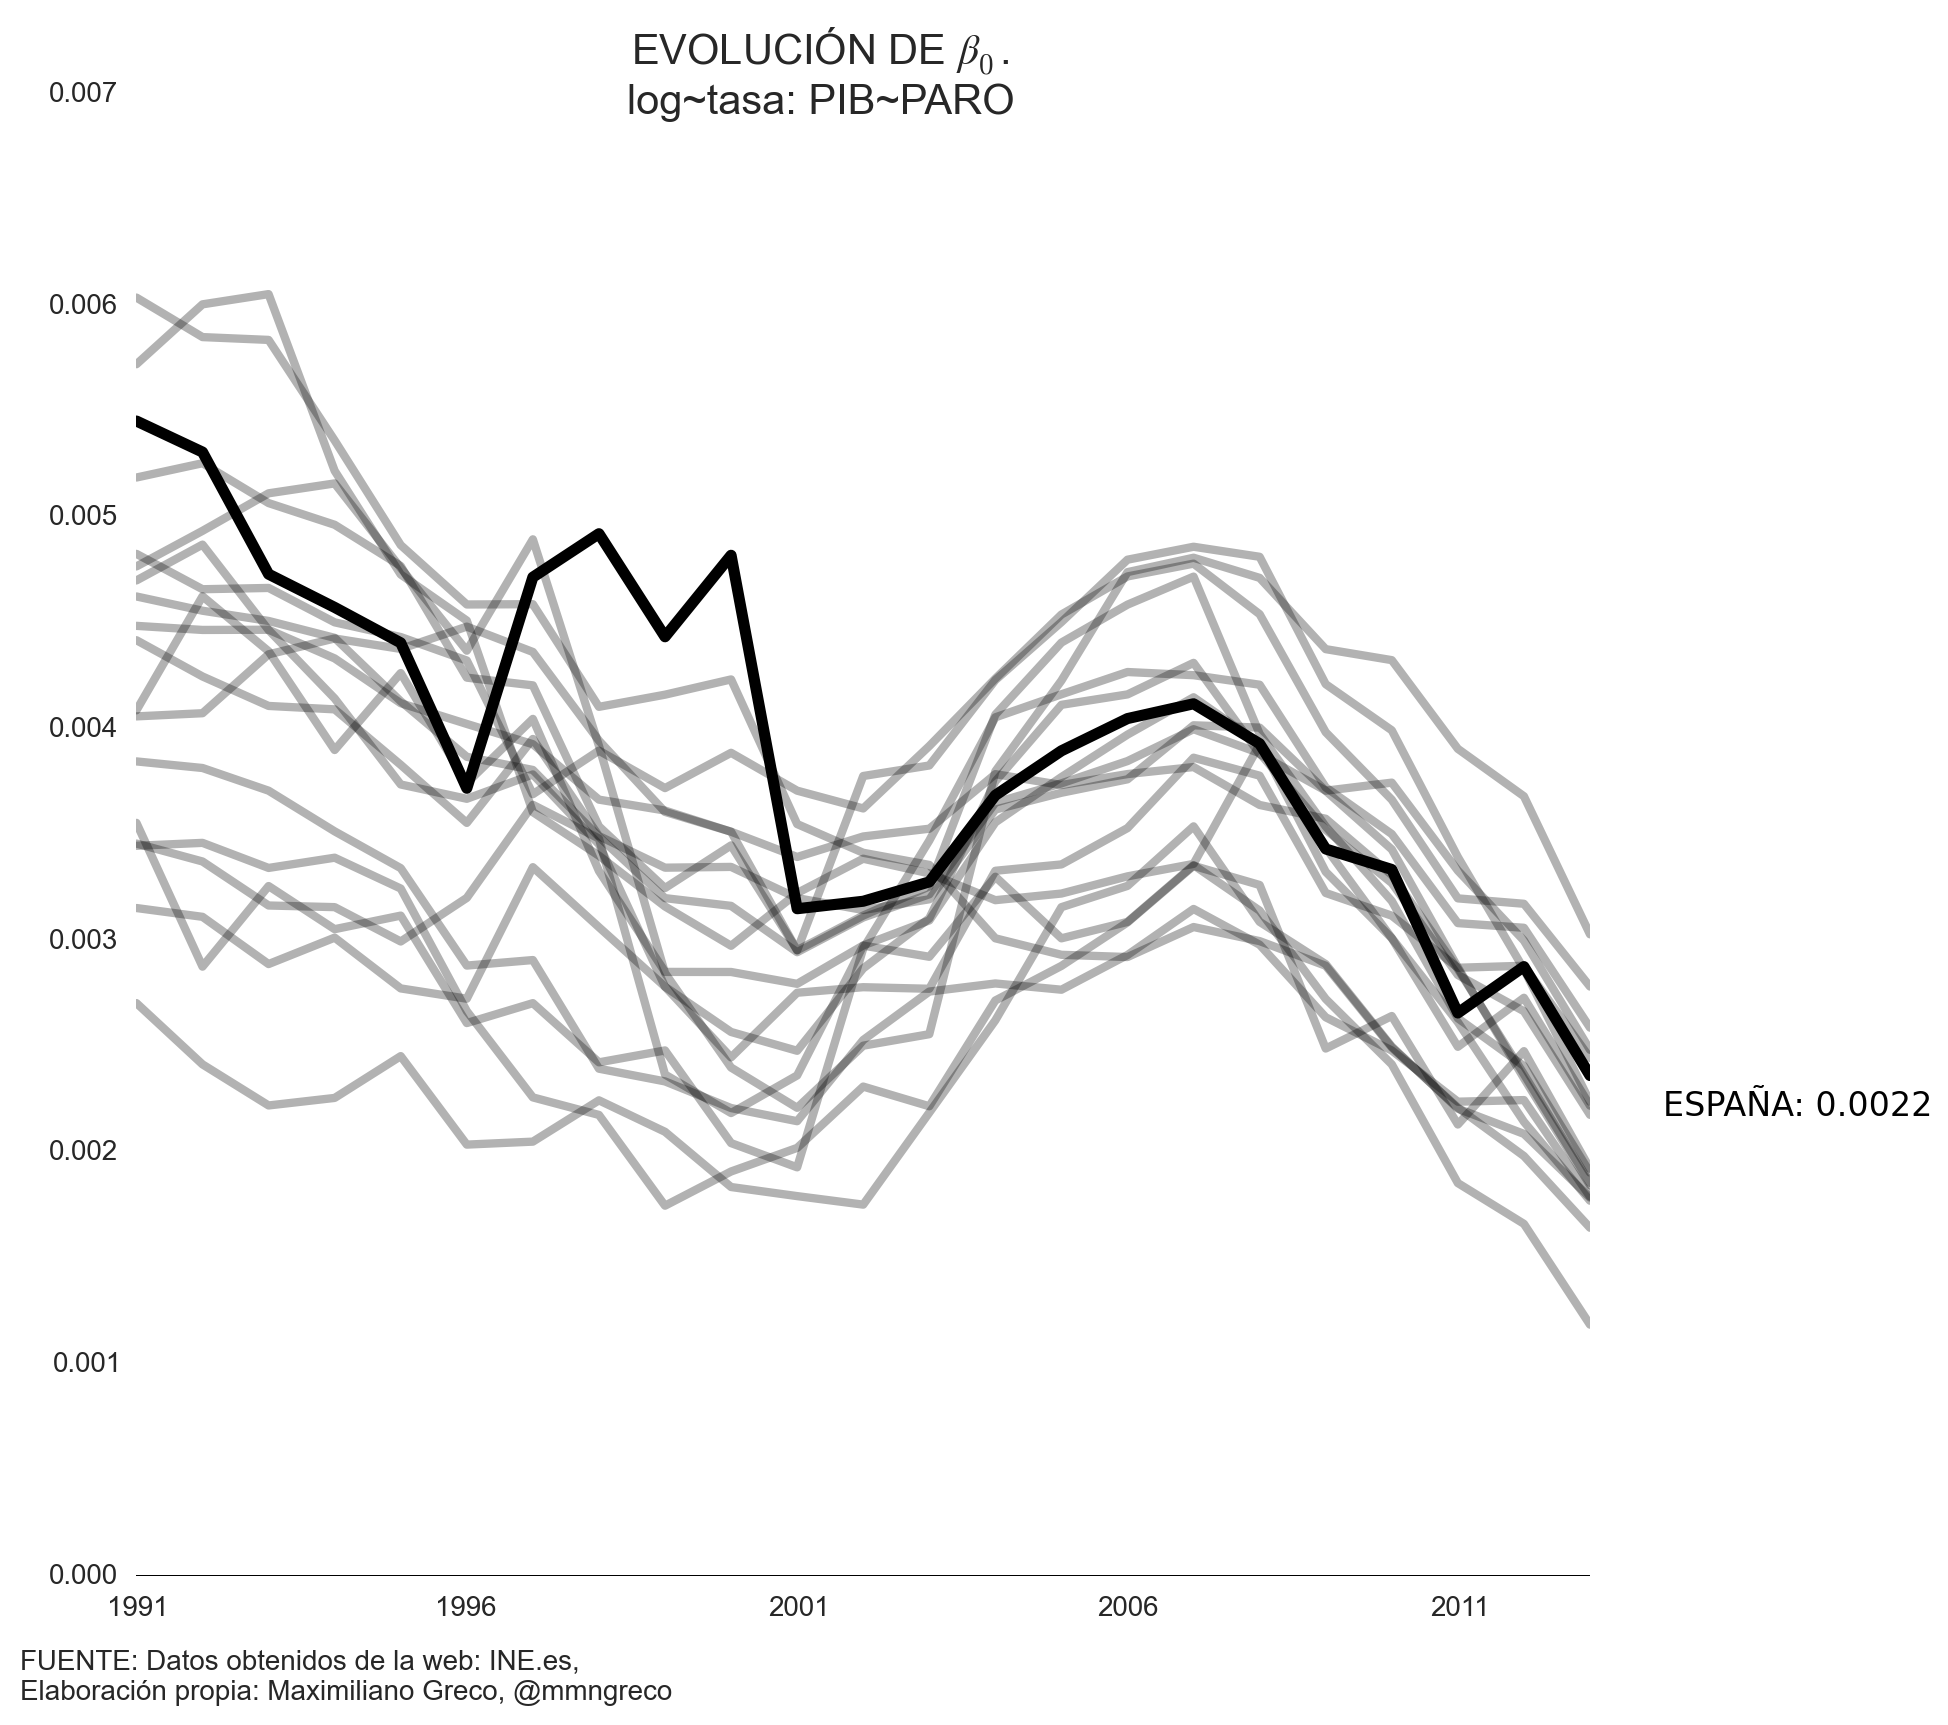 EVOLUCIÓN DE β₀.
log~tasa: PIB~PARO
0.007
0.006
0.005
0.004
0.003
0.002
0.001
0.000
ESPAÑA: 0.0022
1991 1996 2001 2006 2011
FUENTE: Datos obtenidos de la web: INE.es,
Elaboración propia: Maximiliano Greco, @mmngreco